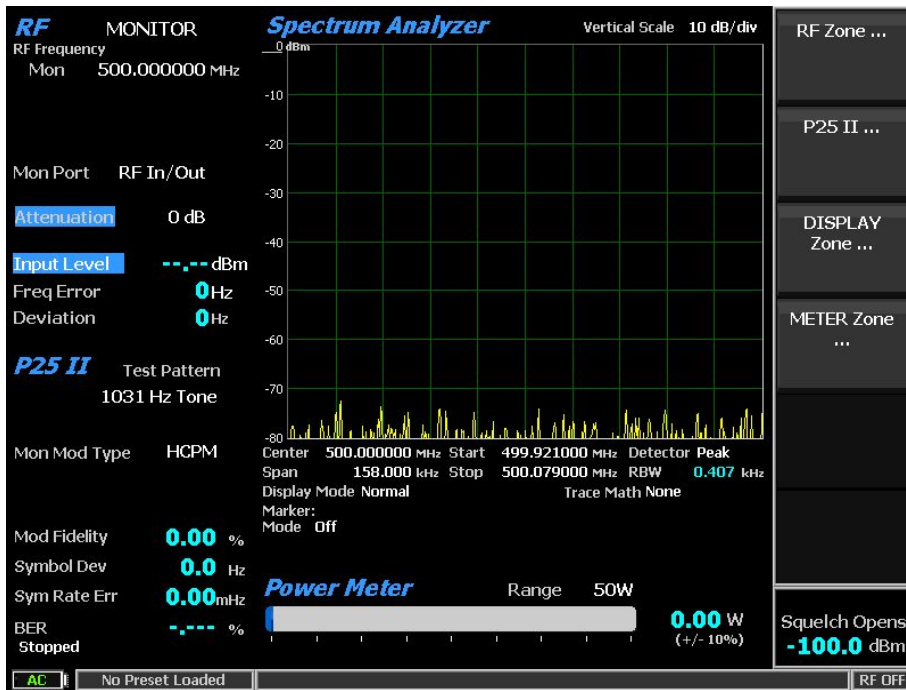 RF MONITOR
RF Frequency
Mon 500.000000 MHz
Mon Port RF In/Out
Attenuation 0 dB
Input Level --.-- dBm
Freq Error 0 Hz
Deviation 0 Hz
P25 II Test Pattern
1031 Hz Tone
Mon Mod Type HCPM
Mod Fidelity 0.00 %
Symbol Dev 0.0 Hz
Sym Rate Err 0.00 mHz
BER -.--- %
Stopped
Spectrum Analyzer Vertical Scale 10 dB/div
0 dBm
-10
-20
-30
-40
-50
-60
-70
-80
Center 500.000000 MHz Start 499.921000 MHz Detector Peak
Span 158.000 kHz Stop 500.079000 MHz RBW 0.407 kHz
Display Mode Normal Trace Math None
Marker:
Mode Off
Power Meter Range 50W
0.00 W
(+/- 10%)
RF Zone ...
P25 II ...
DISPLAY
Zone ...
METER Zone
...
Squelch Opens
-100.0 dBm
AC No Preset Loaded RF OFF